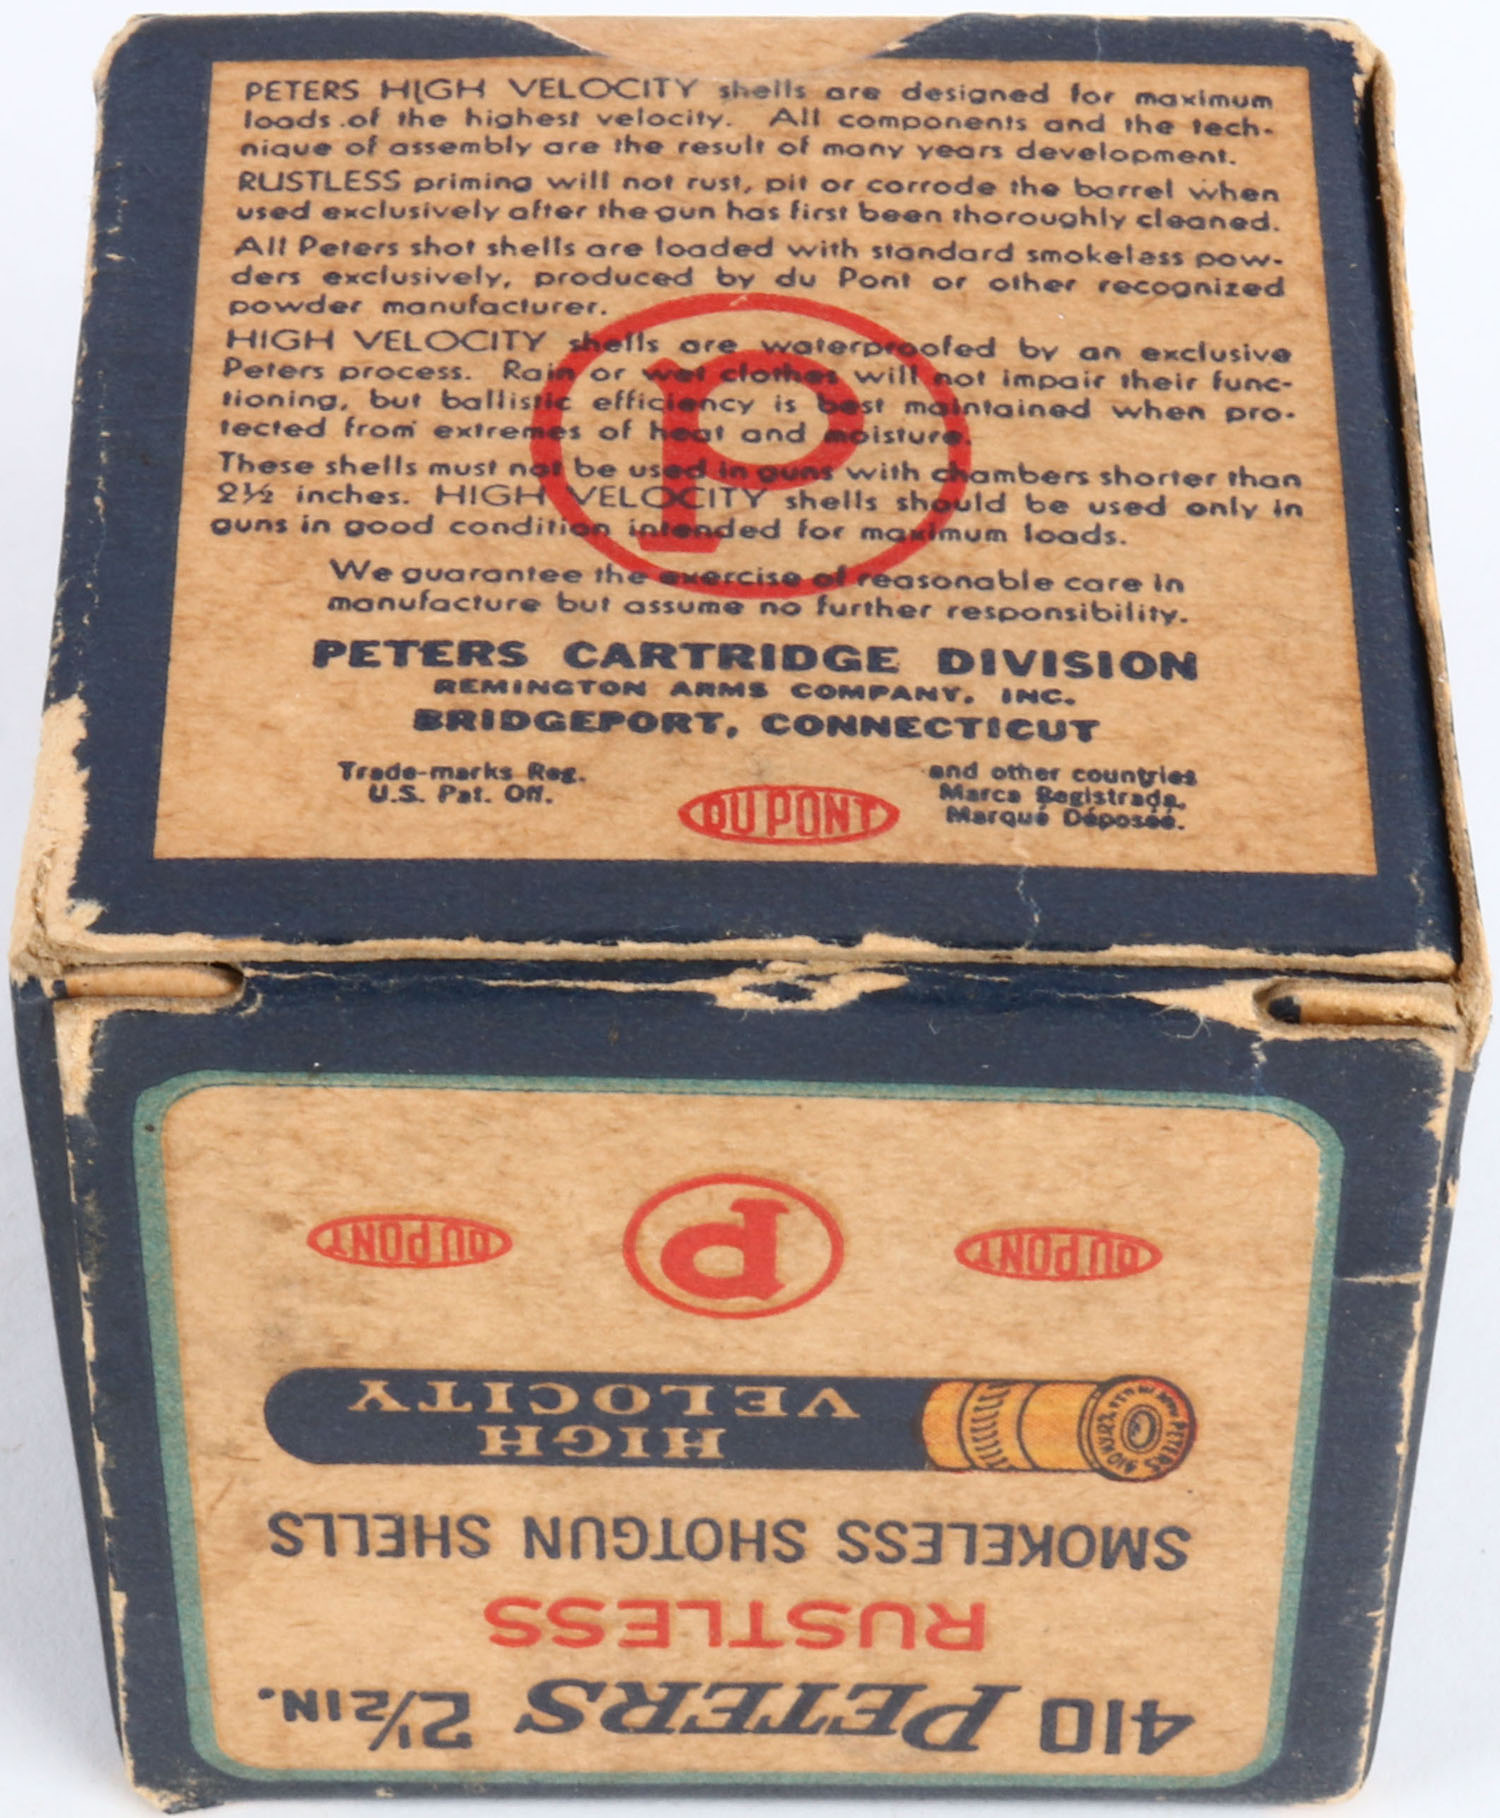 PETERS HIGH VELOCITY shells are designed for maximum
loads of the highest velocity. All components and the tech-
nique of assembly are the result of many years development.
RUSTLESS priming will not rust, pit or corrode the barrel when
used exclusively after the gun has first been thoroughly cleaned.
All Peters shot shells are loaded with standard smokeless pow-
ders exclusively, produced by du Pont or other recognized
powder manufacturer.
HIGH VELOCITY shells are waterproofed by an exclusive
Peters process. Rain or wet clothes will not impair their func-
tioning, but ballistic efficiency is best maintained when pro-
tected from extremes of heat and moisture.
These shells must not be used in guns with chambers shorter than
2½ inches. HIGH VELOCITY shells should be used only in
guns in good condition intended for maximum loads.
We guarantee the exercise of reasonable care in
manufacture but assume no further responsibility.
P
PETERS CARTRIDGE DIVISION
REMINGTON ARMS COMPANY, INC.
BRIDGEPORT, CONNECTICUT
Trade-marks Reg.
U.S. Pat. Off.
DU PONT
and other countries
Marca Registrada,
Marqué Déposée.
410 PETERS 2½ IN.
RUSTLESS
SMOKELESS SHOTGUN SHELLS
HIGH
VELOCITY
PETERS 410
DU PONT
P
DU PONT